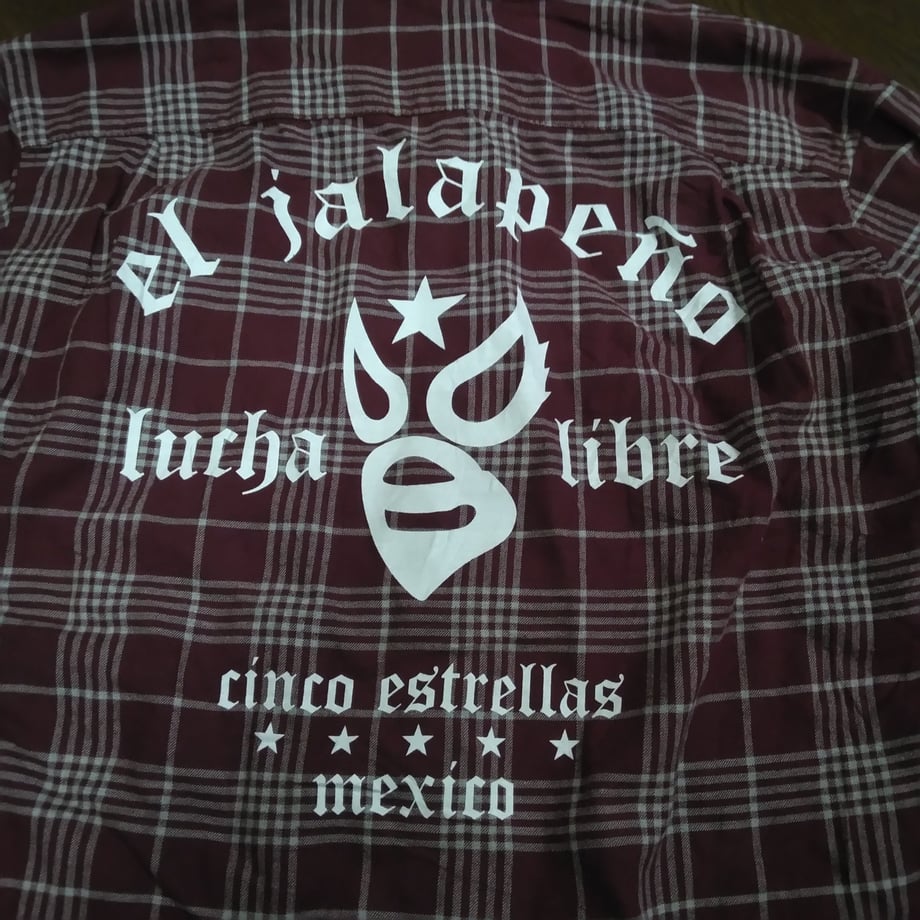 el jalapeño
lucha libre
cinco estrellas
mexico